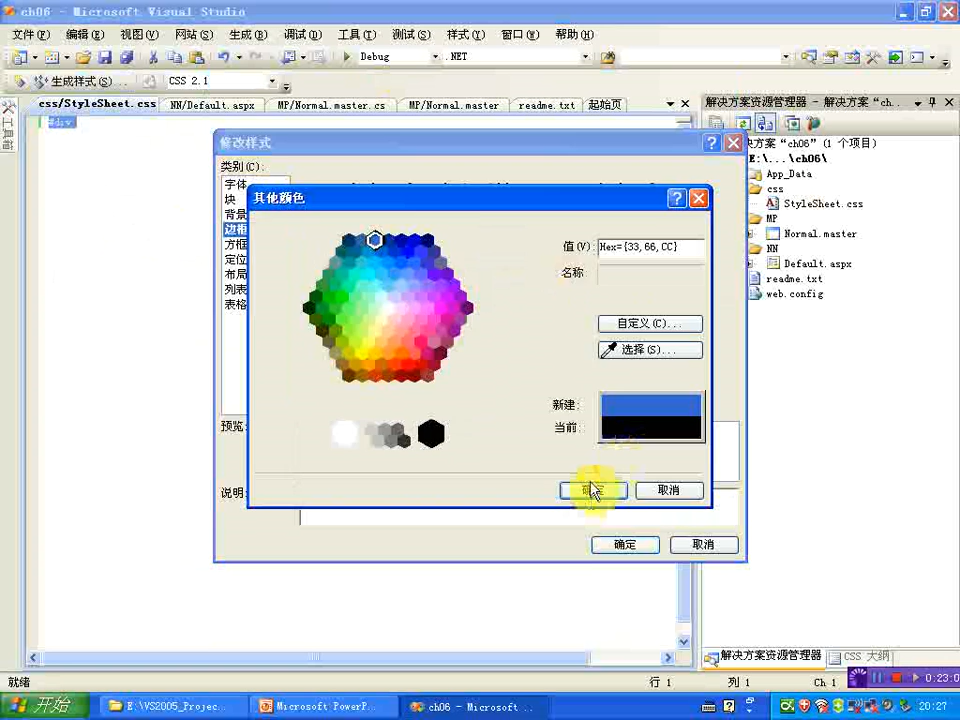 ch06 - Microsoft Visual Studio
文件(F) 编辑(E) 视图(V) 网站(S) 生成(B) 调试(D) 工具(T) 测试(S) 样式(T) 窗口(W) 帮助(H)
Debug .NET
生成样式(S)... CSS 2.1
css/StyleSheet.css NN/Default.aspx MP/Normal.master.cs MP/Normal.master readme.txt 起始页
解决方案资源管理器 - 解决方案“ch...
工具箱
#div
解决方案“ch06”(1 个项目)
E:\...\ch06\
App_Data
css
StyleSheet.css
MP
Normal.master
NN
Default.aspx
readme.txt
web.config
修改样式
类别(C):
字体
块
背景
边框
方框
定位
布局
列表
表格
其他颜色
值(V): Hex={33,66,CC}
名称
自定义(C)...
选择(S)...
新建:
当前:
确定 取消
预览:
说明:
确定 取消
解决方案资源管理器 CSS 大纲
就绪 行 1 列 1 Ch 1
0:23:0
开始 E:\VS2005_Projec... Microsoft PowerP... ch06 - Microsoft ... 20:27